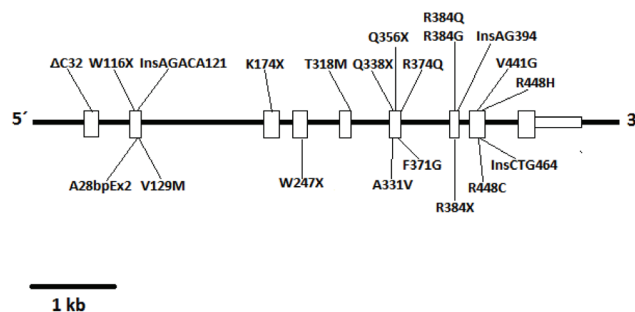 R384Q
Q356X R384G InsAG394
ΔC32 W116X InsAGACA121 K174X T318M Q338X R374Q V441G
R448H
5´ 3
F371G InsCTG464
A28bpEx2 V129M W247X A331V R448C
R384X
1 kb